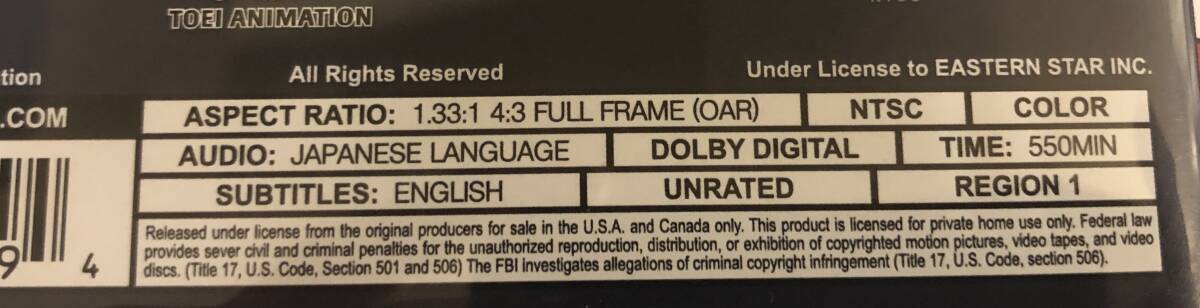 TOEI ANIMATION
tion All Rights Reserved Under License to EASTERN STAR INC.
.COM ASPECT RATIO: 1.33:1 4:3 FULL FRAME (OAR) NTSC COLOR
AUDIO: JAPANESE LANGUAGE DOLBY DIGITAL TIME: 550MIN
SUBTITLES: ENGLISH UNRATED REGION 1
Released under license from the original producers for sale in the U.S.A. and Canada only. This product is licensed for private home use only. Federal law
provides sever civil and criminal penalties for the unauthorized reproduction, distribution, or exhibition of copyrighted motion pictures, video tapes, and video
discs. (Title 17, U.S. Code, Section 501 and 506) The FBI investigates allegations of criminal copyright infringement (Title 17, U.S. Code, section 506).
9 4